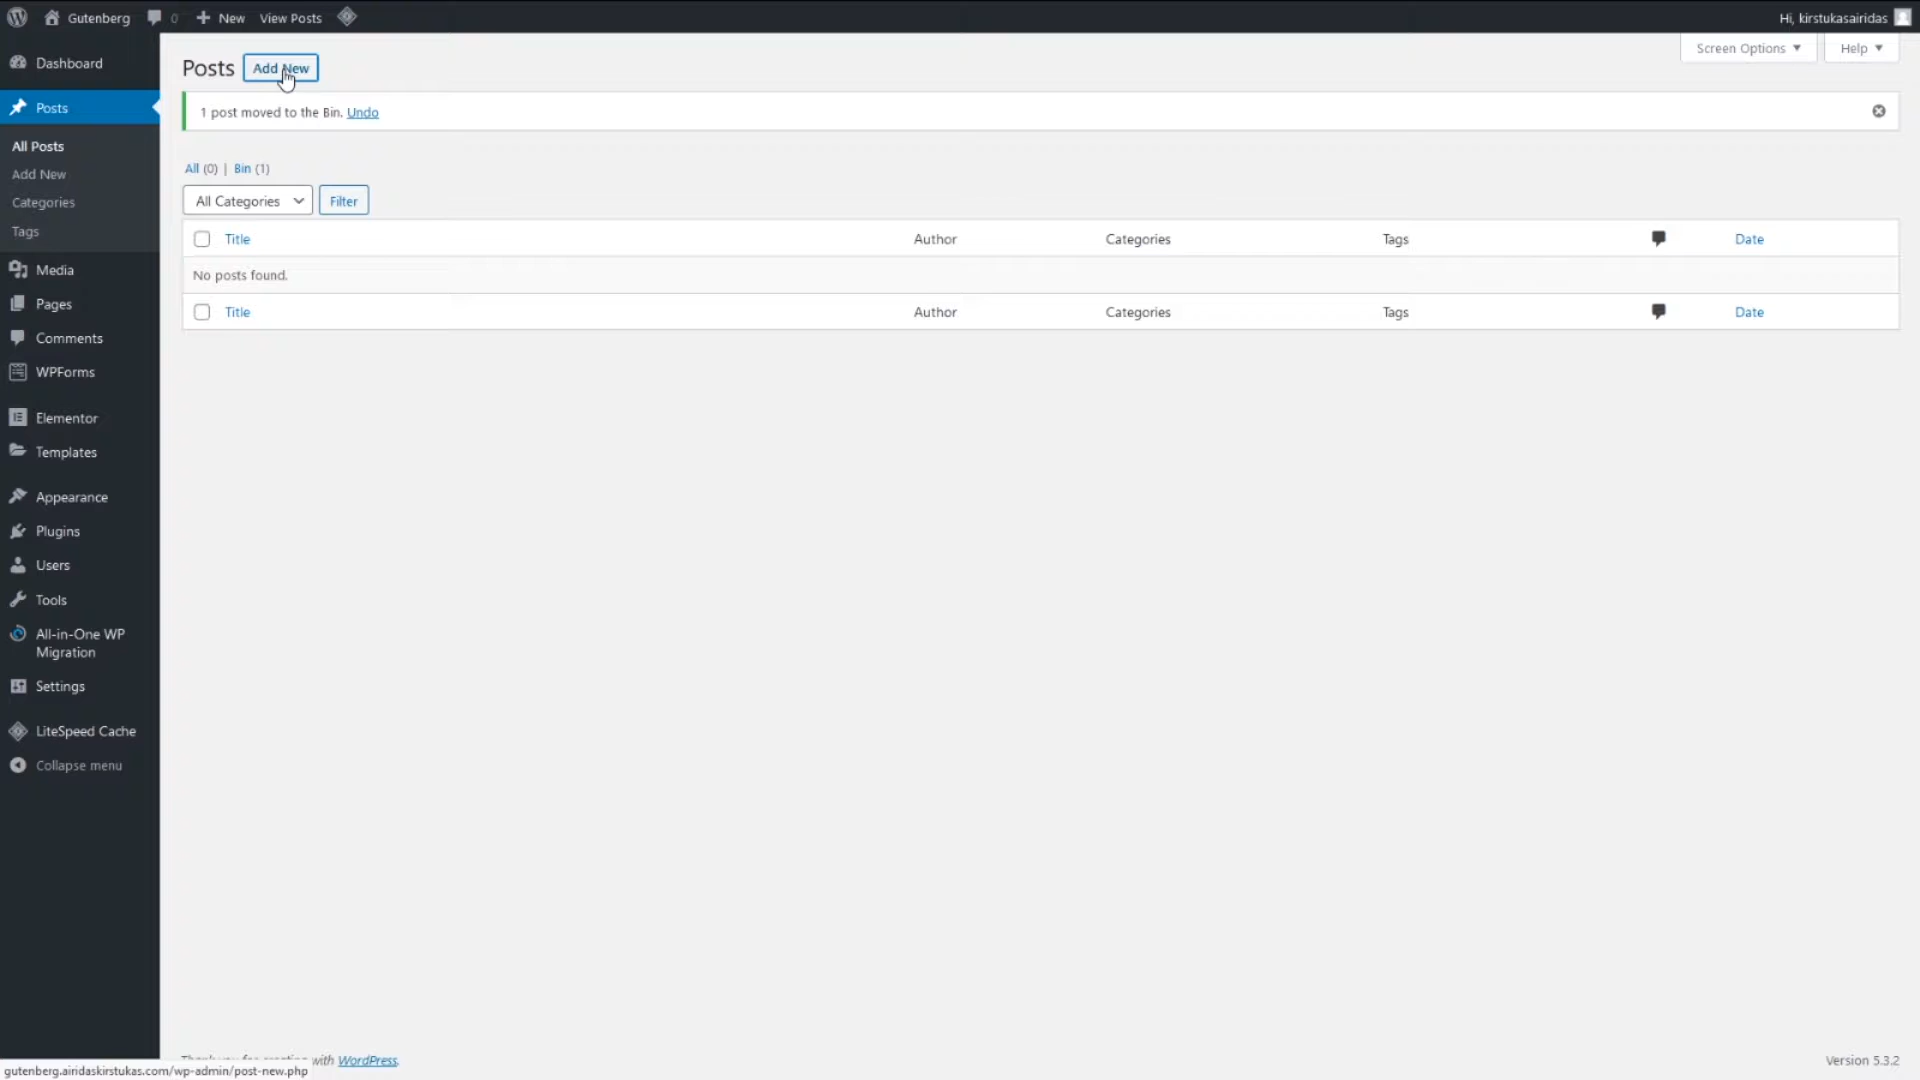 Gutenberg 0 New View Posts Hi, kirstukasairidas
Dashboard
Posts
All Posts
Add New
Categories
Tags
Media
Pages
Comments
WPForms
Elementor
Templates
Appearance
Plugins
Users
Tools
All-in-One WP
Migration
Settings
LiteSpeed Cache
Collapse menu
Posts Add New
Screen Options Help
1 post moved to the Bin. Undo
All (0) | Bin (1)
All Categories Filter
Title Author Categories Tags Date
No posts found.
Title Author Categories Tags Date
with WordPress.
Version 5.3.2
gutenberg.airidaskirstukas.com/wp-admin/post-new.php